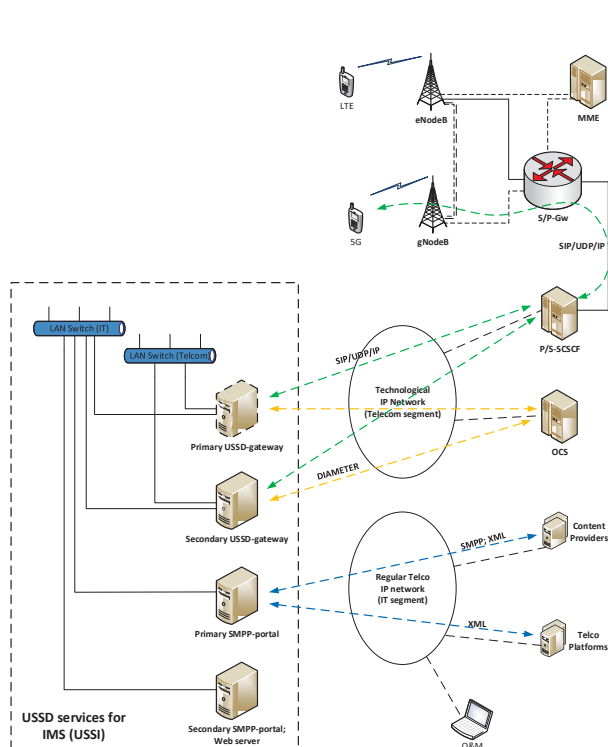 LTE
eNodeB
MME
5G
gNodeB
S/P-Gw
SIP/UDP/IP
P/S-SCSCF
LAN Switch (IT)
LAN Switch (Telcom)
SIP/UDP/IP
Technological
IP Network
(Telecom segment)
Primary USSD-gateway
OCS
DIAMETER
Secondary USSD-gateway
SMPP; XML
Content
Providers
Regular Telco
IP network
(IT segment)
Primary SMPP-portal
XML
Telco
Platforms
USSD services for
IMS (USSI)
Secondary SMPP-portal;
Web server
O&M